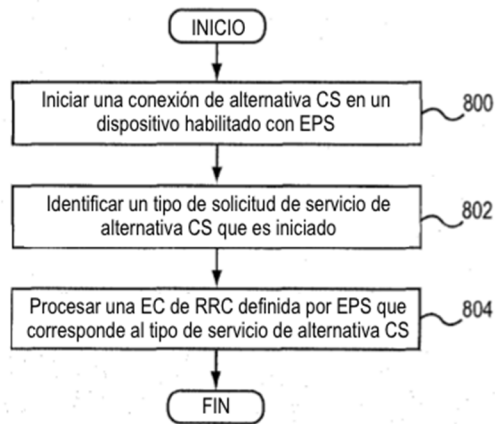 INICIO
Iniciar una conexión de alternativa CS en un
dispositivo habilitado con EPS
800
Identificar un tipo de solicitud de servicio de
alternativa CS que es iniciado
802
Procesar una EC de RRC definida por EPS que
corresponde al tipo de servicio de alternativa CS
804
FIN